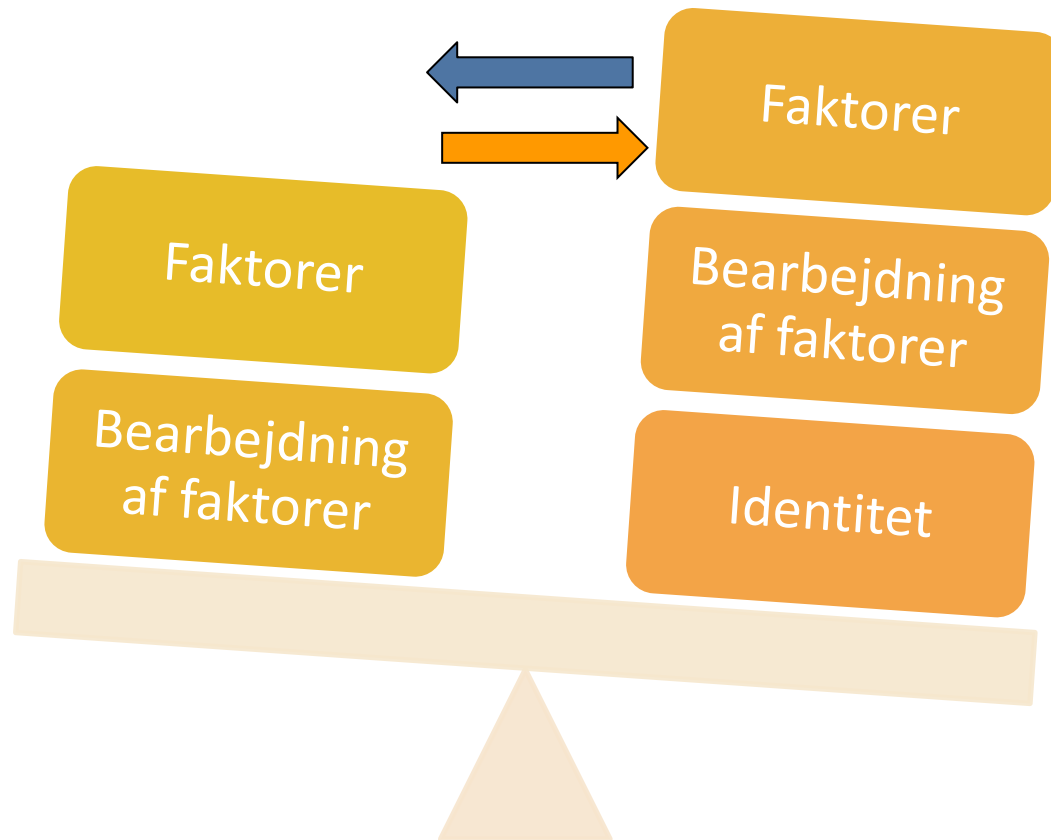 Faktorer
Bearbejdning
af faktorer
Faktorer
Bearbejdning
af faktorer
Identitet